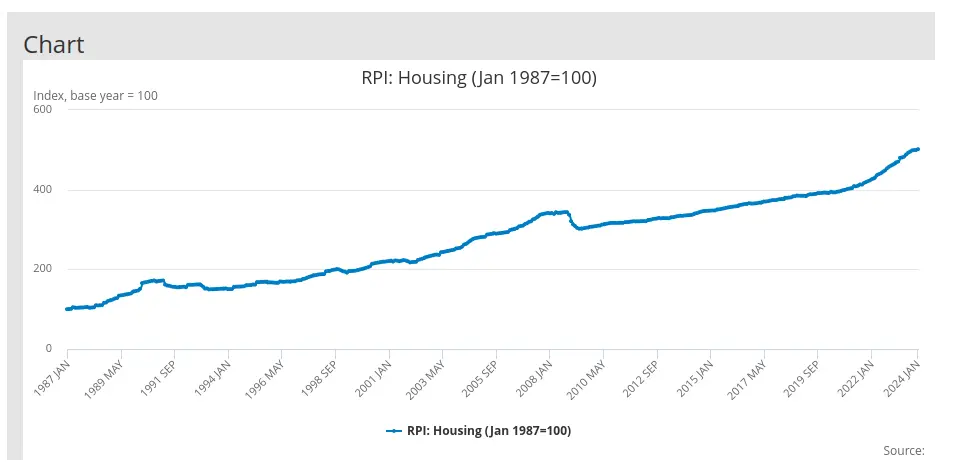 Chart
RPI: Housing (Jan 1987=100)
Index, base year = 100
600
400
200
0
1987 JAN
1989 MAY
1991 SEP
1994 JAN
1996 MAY
1998 SEP
2001 JAN
2003 MAY
2005 SEP
2008 JAN
2010 MAY
2012 SEP
2015 JAN
2017 MAY
2019 SEP
2022 JAN
2024 JAN
RPI: Housing (Jan 1987=100)
Source: